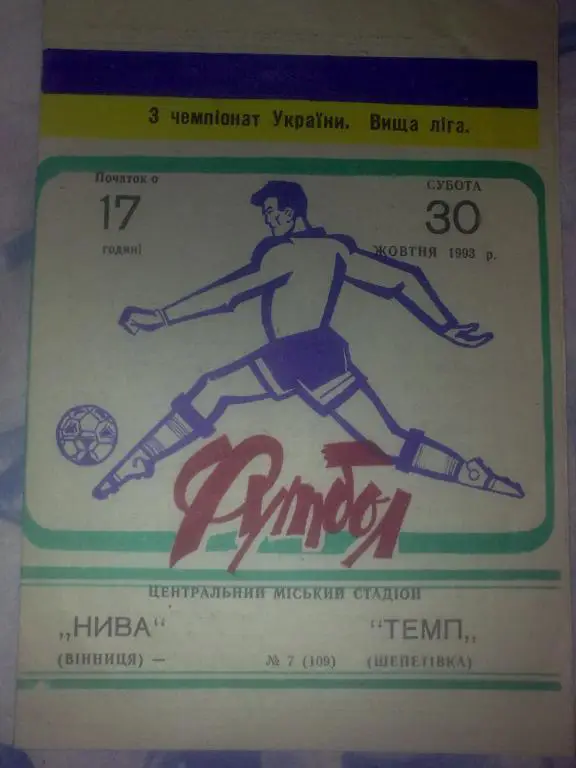 3 чемпіонат України. Вища ліга.
Початок о
17
годині
СУБОТА
30
ЖОВТНЯ 1993 р.
Футбол
ЦЕНТРАЛЬНИЙ МІСЬКИЙ СТАДІОН
„НИВА“
(ВІННИЦЯ) —
№ 7 (109)
“ТЕМП„
(ШЕПЕТІВКА)